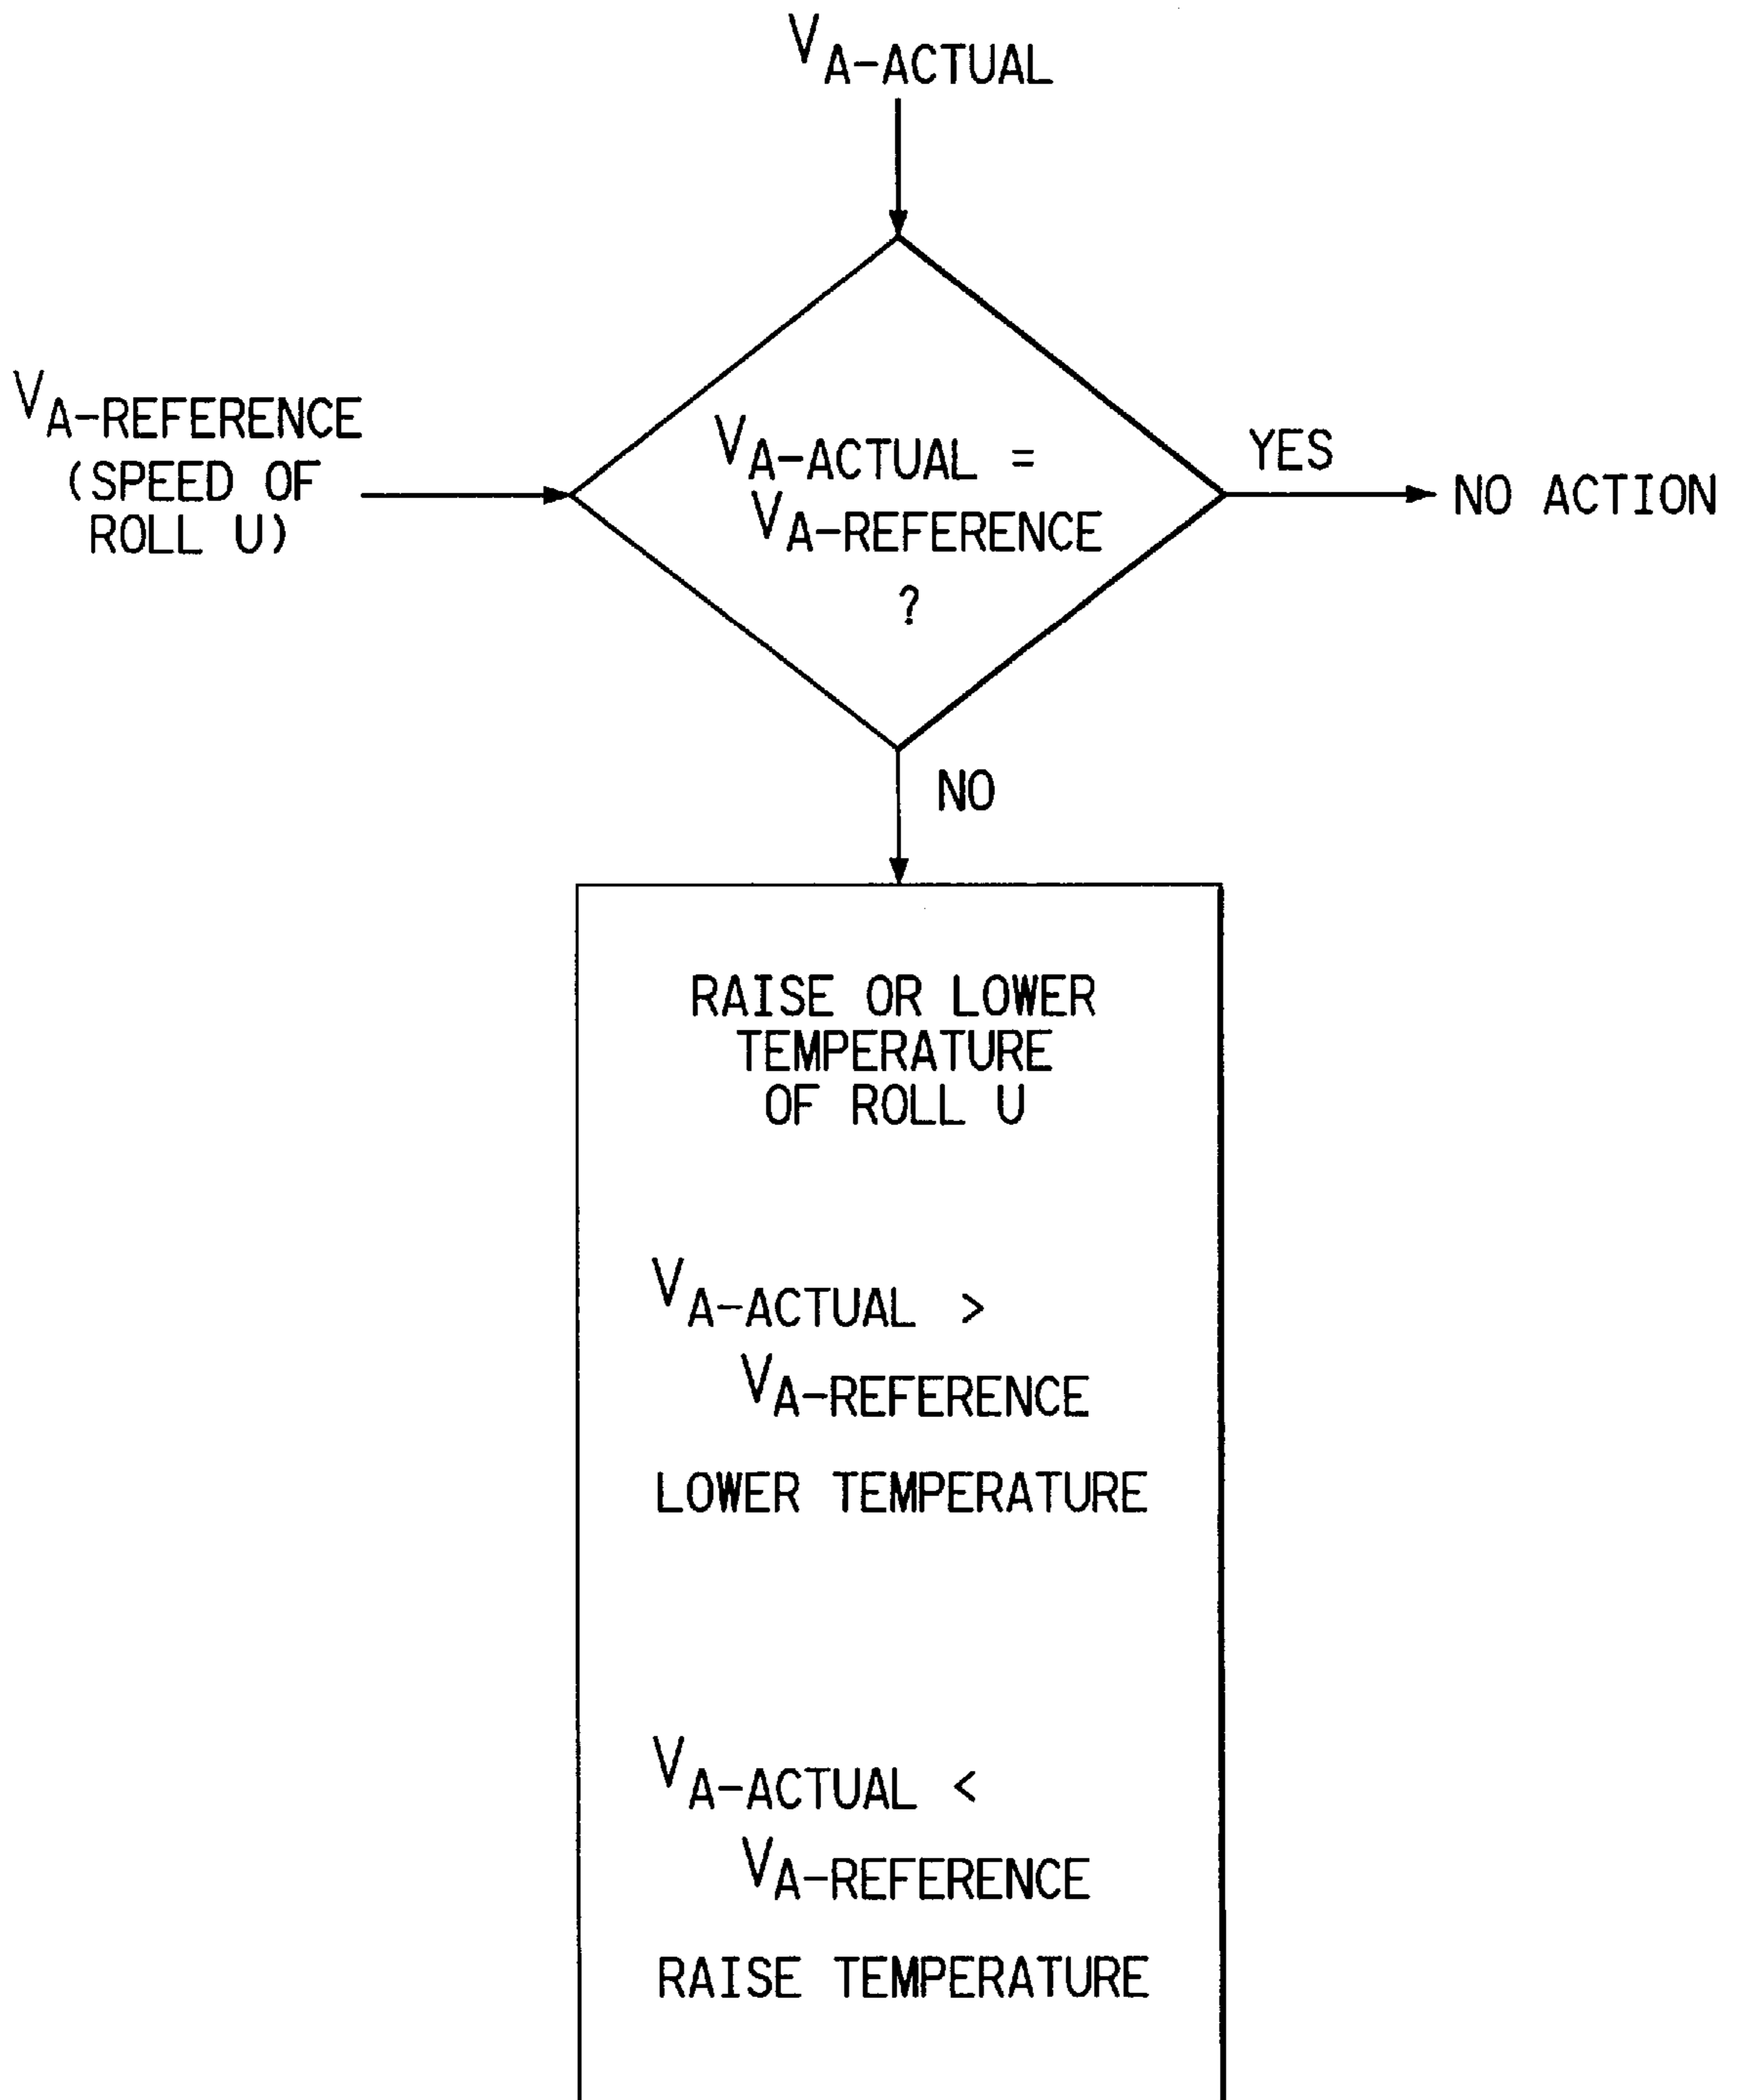 VA-ACTUAL
VA-REFERENCE
(SPEED OF
ROLL U)
VA-ACTUAL =
VA-REFERENCE
?
YES
NO ACTION
NO
RAISE OR LOWER
TEMPERATURE
OF ROLL U
VA-ACTUAL >
VA-REFERENCE
LOWER TEMPERATURE
VA-ACTUAL <
VA-REFERENCE
RAISE TEMPERATURE